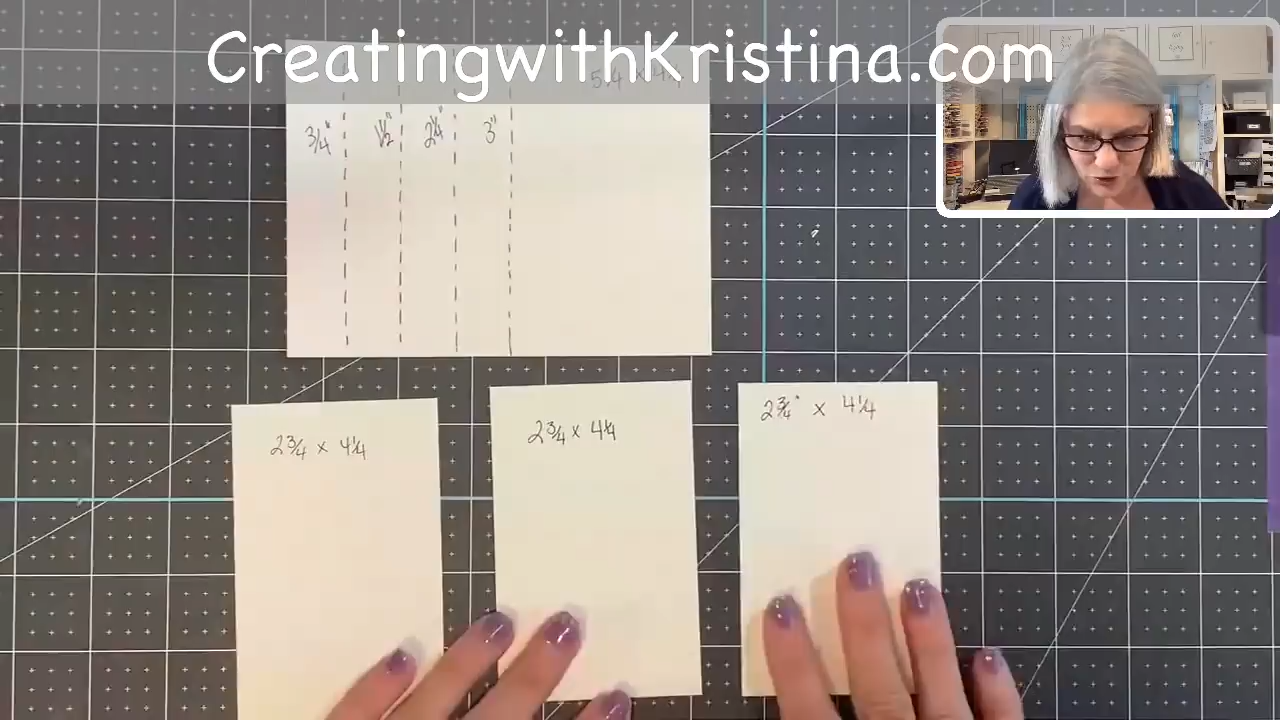 CreatingwithKristina.com
3/4" 1 1/2" 2 1/4" 3"
2 3/4 x 4 1/4
2 3/4 x 4 1/4
2 3/4" x 4 1/4